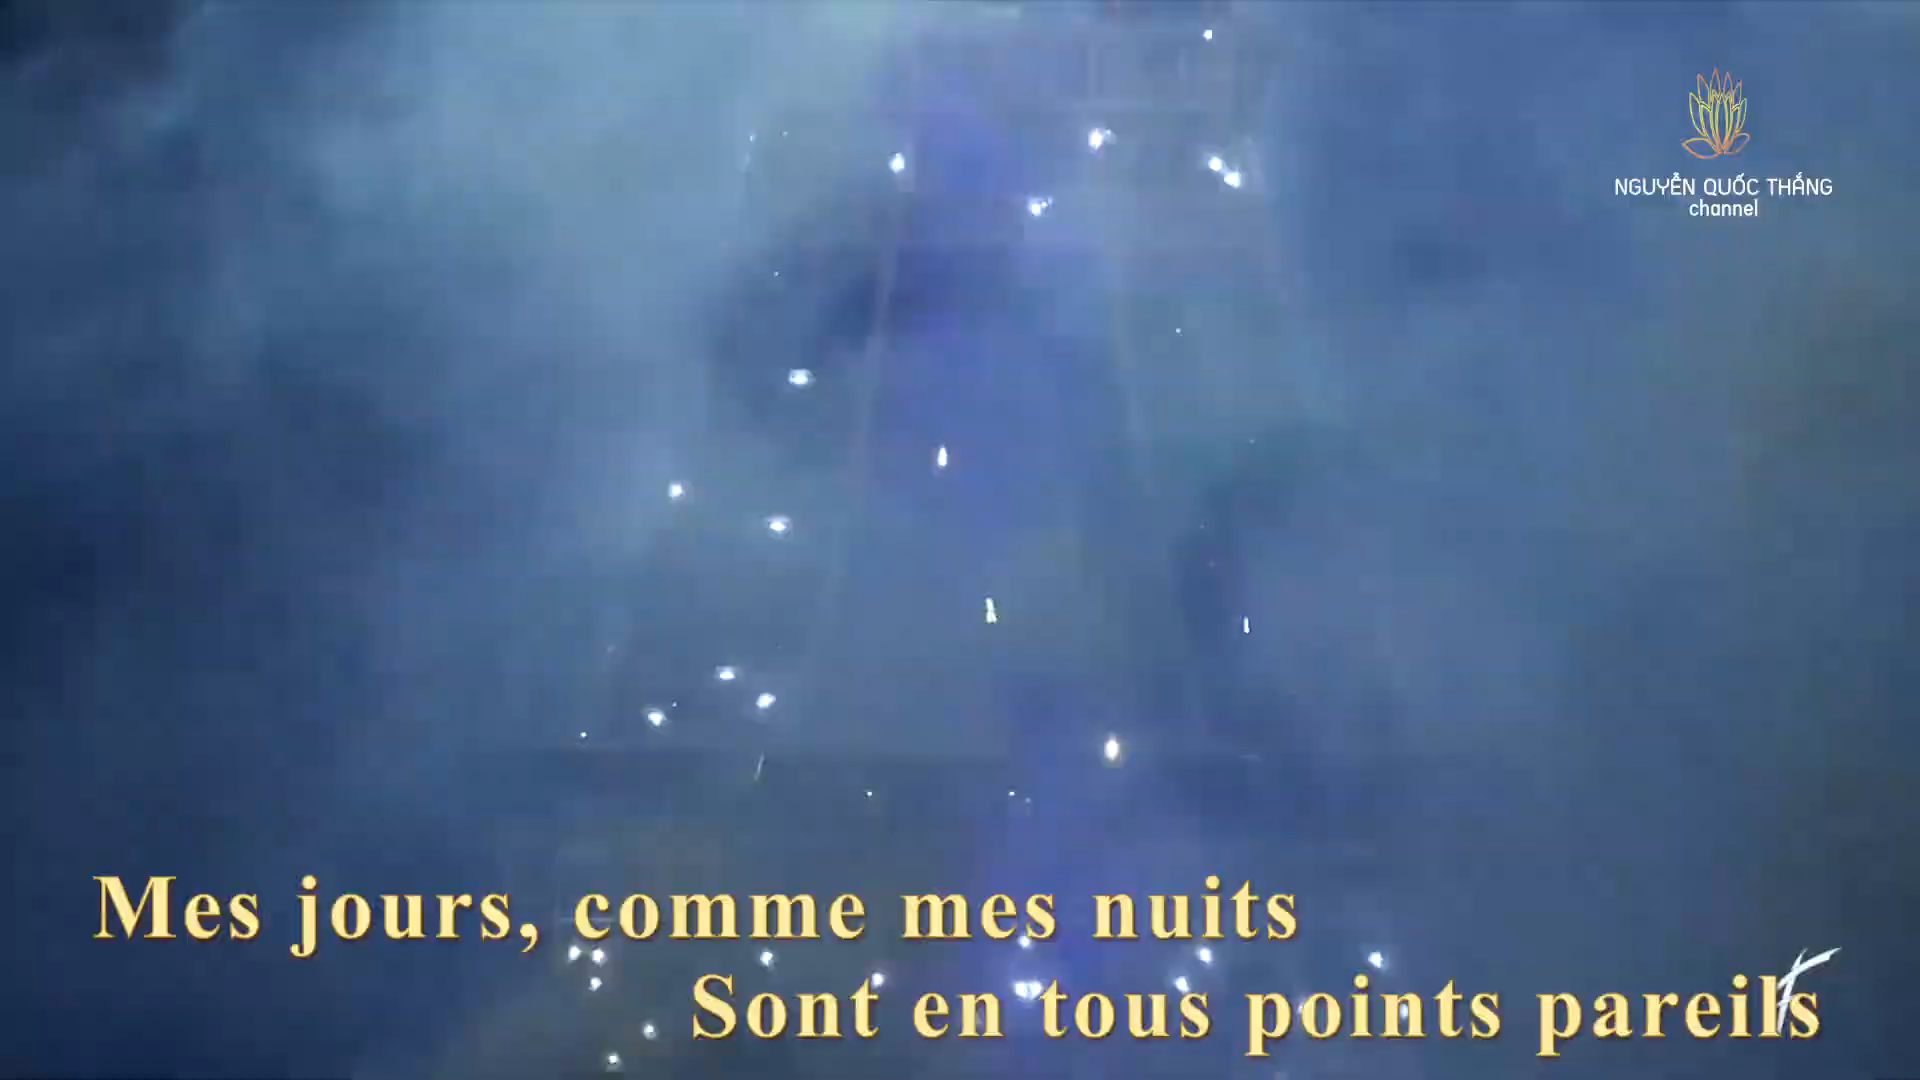 NGUYỄN QUỐC THẮNG
channel
Mes jours, comme mes nuits
Sont en tous points pareils